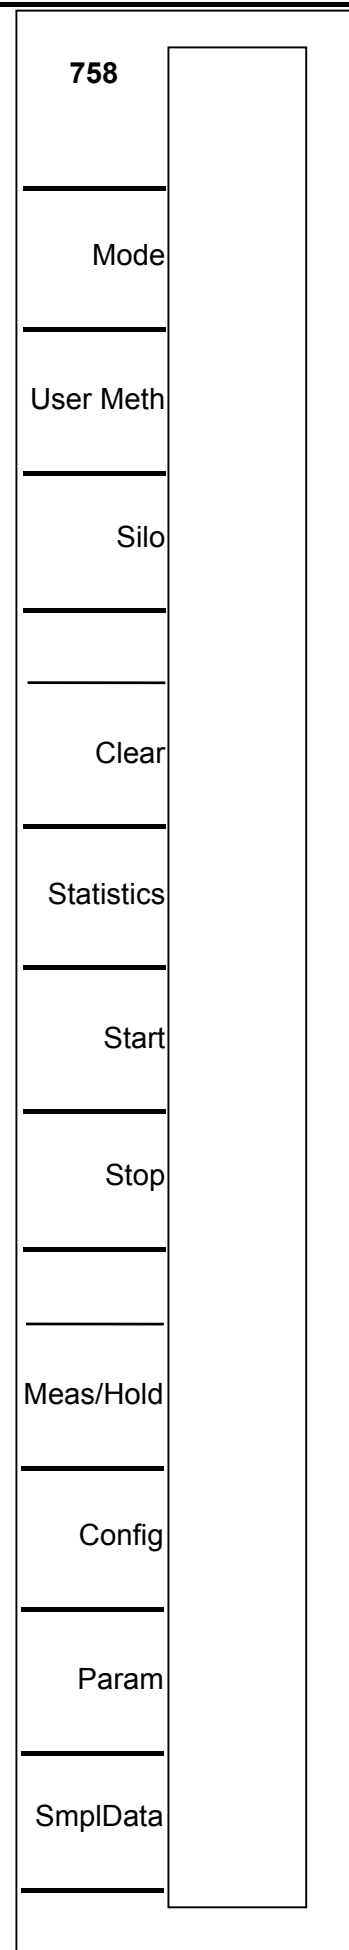 758
Mode
User Meth
Silo
Clear
Statistics
Start
Stop
Meas/Hold
Config
Param
SmplData